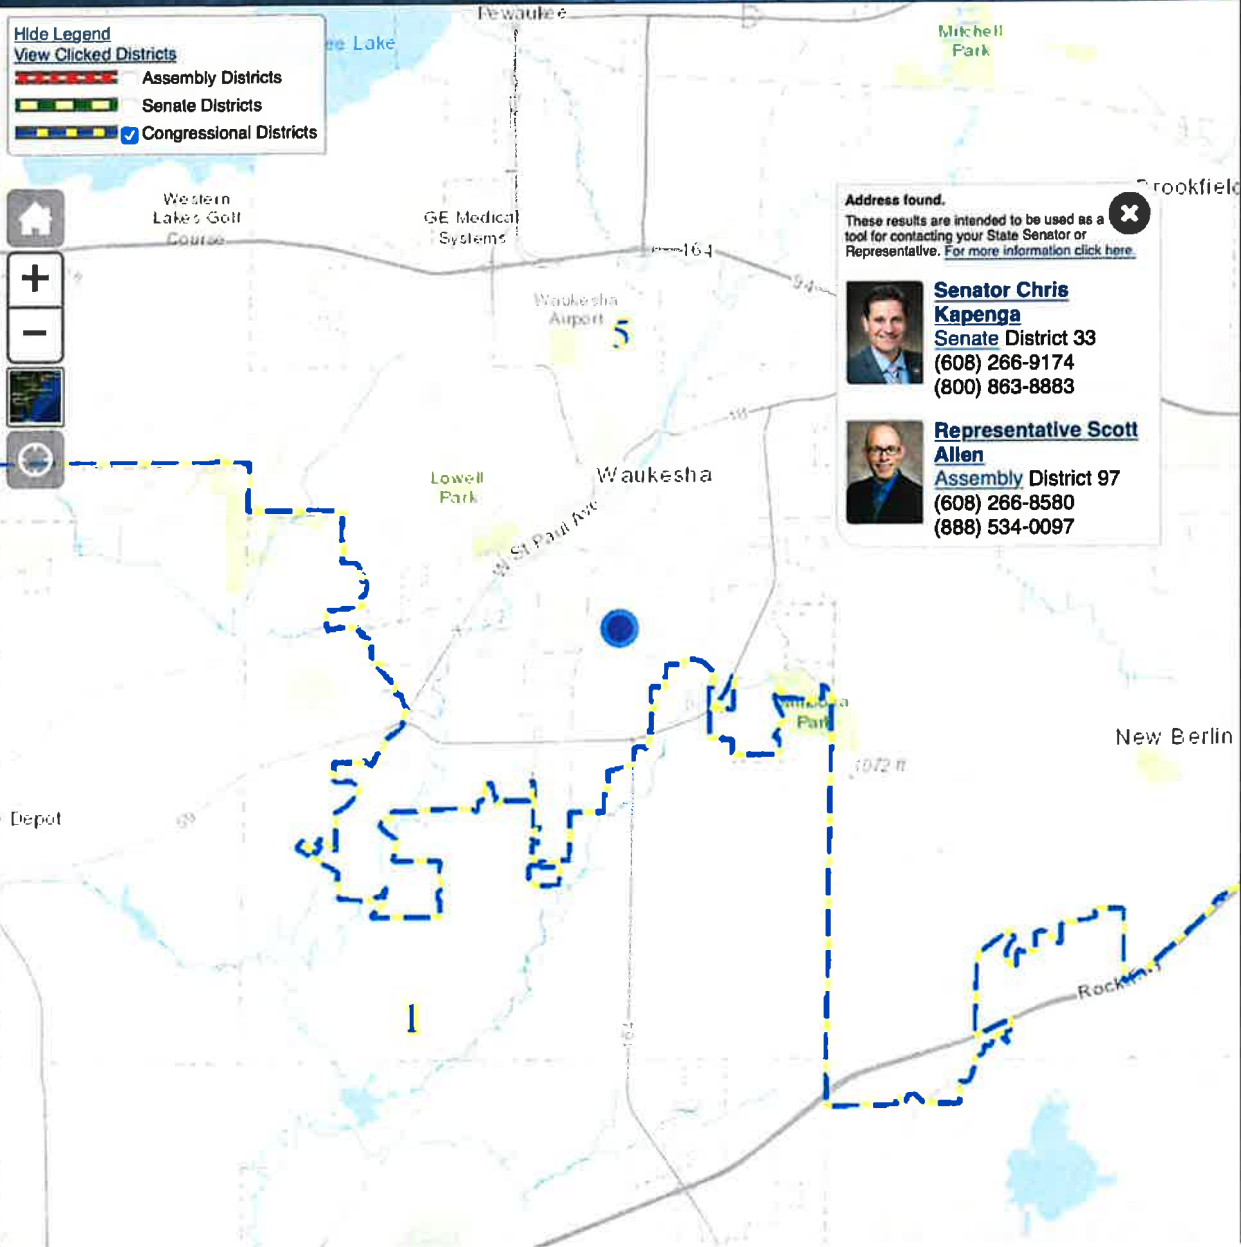 Hide Legend
View Clicked Districts
Assembly Districts
Senate Districts
Congressional Districts
Pewaukee
ee Lake
Mitchell
Park
Western
Lakes Golf
Course
GE Medical
Systems
Brookfield
164
94
Waukesha
Airport
5
Address found.
These results are intended to be used as a
tool for contacting your State Senator or
Representative. For more information click here.
Senator Chris
Kapenga
Senate District 33
(608) 266-9174
(800) 863-8883
Representative Scott
Allen
Assembly District 97
(608) 266-8580
(888) 534-0097
18
Lowell
Park
Waukesha
W St Paul Ave
Park
New Berlin
1072 ft
Depot
59
1
164
Rock